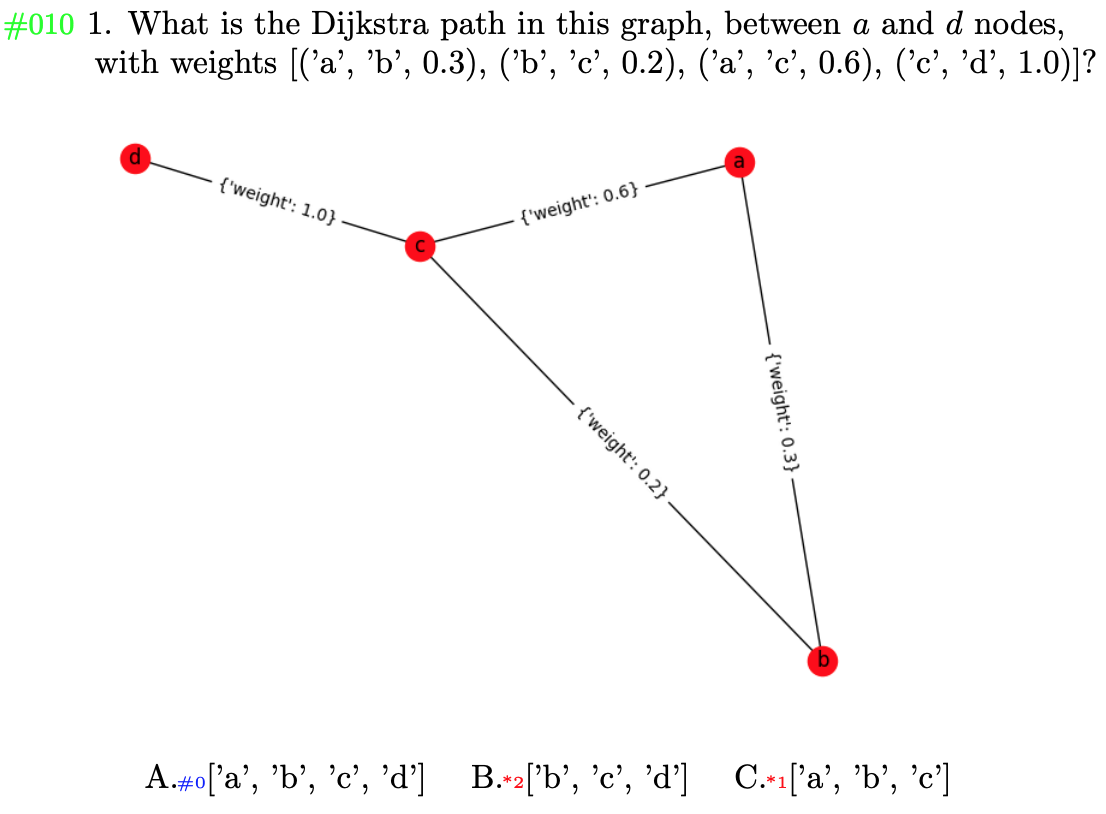 #010 1. What is the Dijkstra path in this graph, between a and d nodes,
with weights [(’a’, ’b’, 0.3), (’b’, ’c’, 0.2), (’a’, ’c’, 0.6), (’c’, ’d’, 1.0)]?
d
a
{'weight': 1.0}
{'weight': 0.6}
c
{'weight': 0.3}
{'weight': 0.2}
b
A.#0[’a’, ’b’, ’c’, ’d’] B.*2[’b’, ’c’, ’d’] C.*1[’a’, ’b’, ’c’]